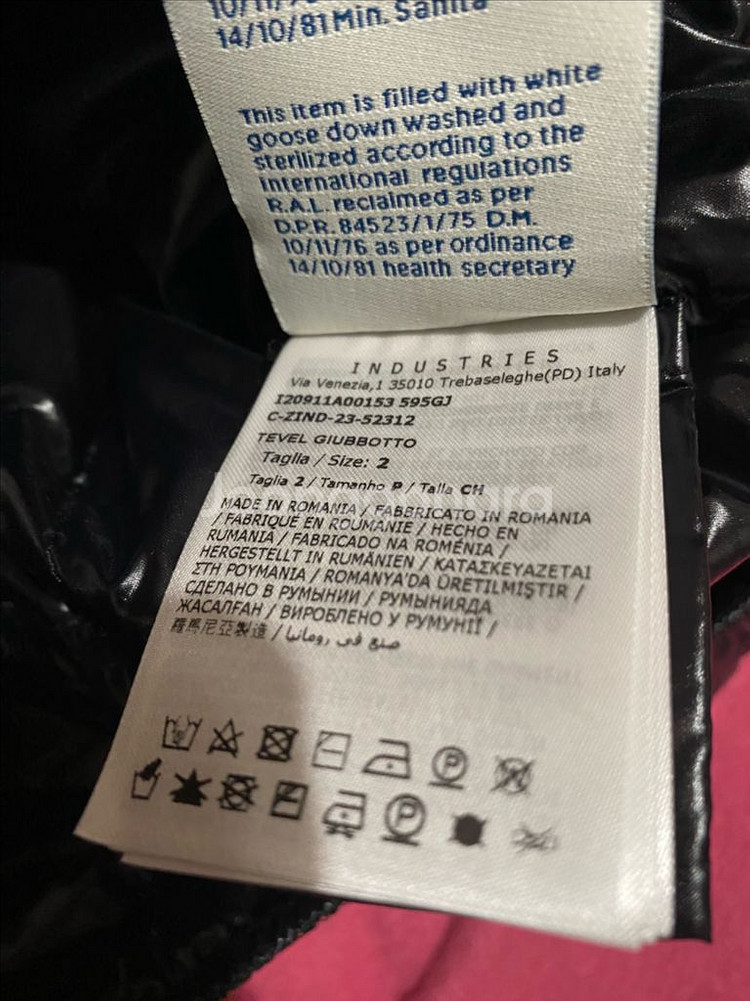 14/10/81 Min. Sanita
This item is filled with white
goose down washed and
sterilized according to the
international regulations
R.A.L. reclaimed as per
D.P.R. 84523/1/75 D.M.
10/11/76 as per ordinance
14/10/81 health secretary
INDUSTRIES
Via Venezia,1 35010 Trebaseleghe(PD) Italy
I20911A00153 595GJ
C-ZIND-23-52312
TEVEL GIUBBOTTO
Taglia / Size: 2
Taglia 2 / Tamanho P / Talla CH
MADE IN ROMANIA / FABBRICATO IN ROMANIA
/ FABRIQUÉ EN ROUMANIE / HECHO EN
RUMANIA / FABRICADO NA ROMÉNIA /
HERGESTELLT IN RUMÄNIEN / ΚΑΤΑΣΚΕΥΑΖΕΤΑΙ
ΣΤΗ ΡΟΥΜΑΝΙΑ / ROMANYA'DA ÜRETILMIŞTIR /
СДЕЛАНО В РУМЫНИИ / РУМЫНИЯДА
ЖАСАЛҒАН / ВИРОБЛЕНО У РУМУНІЇ /
羅馬尼亞製造 / صنع في رومانيا